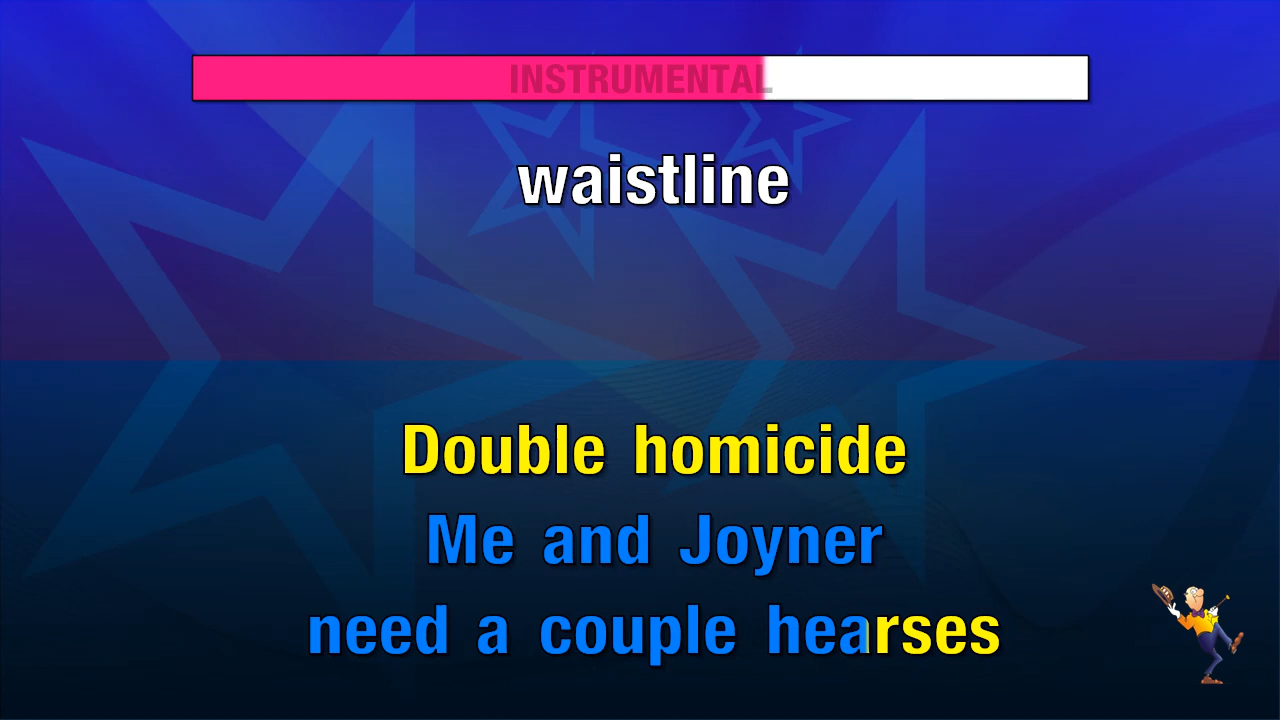 INSTRUMENTAL
waistline
Double homicide
Me and Joyner
need a couple hearses